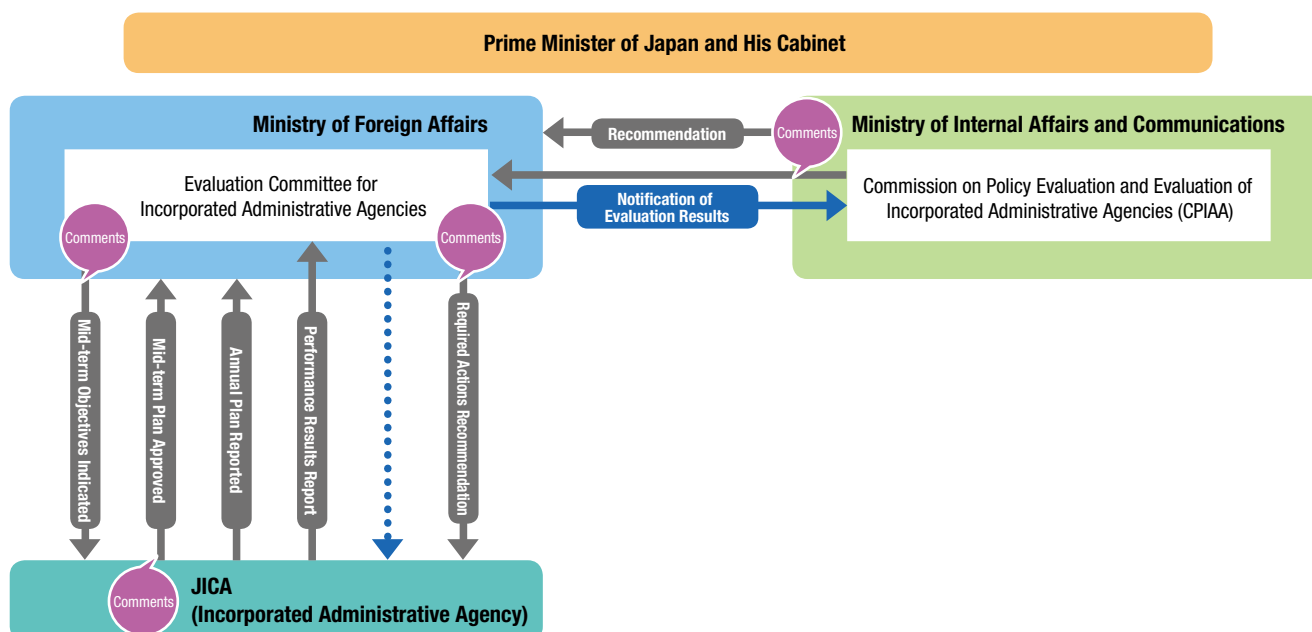 Prime Minister of Japan and His Cabinet
Ministry of Foreign Affairs
Recommendation
Comments
Ministry of Internal Affairs and Communications
Evaluation Committee for
Incorporated Administrative Agencies
Notification of
Evaluation Results
Commission on Policy Evaluation and Evaluation of
Incorporated Administrative Agencies (CPIAA)
Comments
Comments
Mid-term Objectives Indicated
Mid-term Plan Approved
Annual Plan Reported
Performance Results Report
Required Actions Recommendation
Comments
JICA
(Incorporated Administrative Agency)